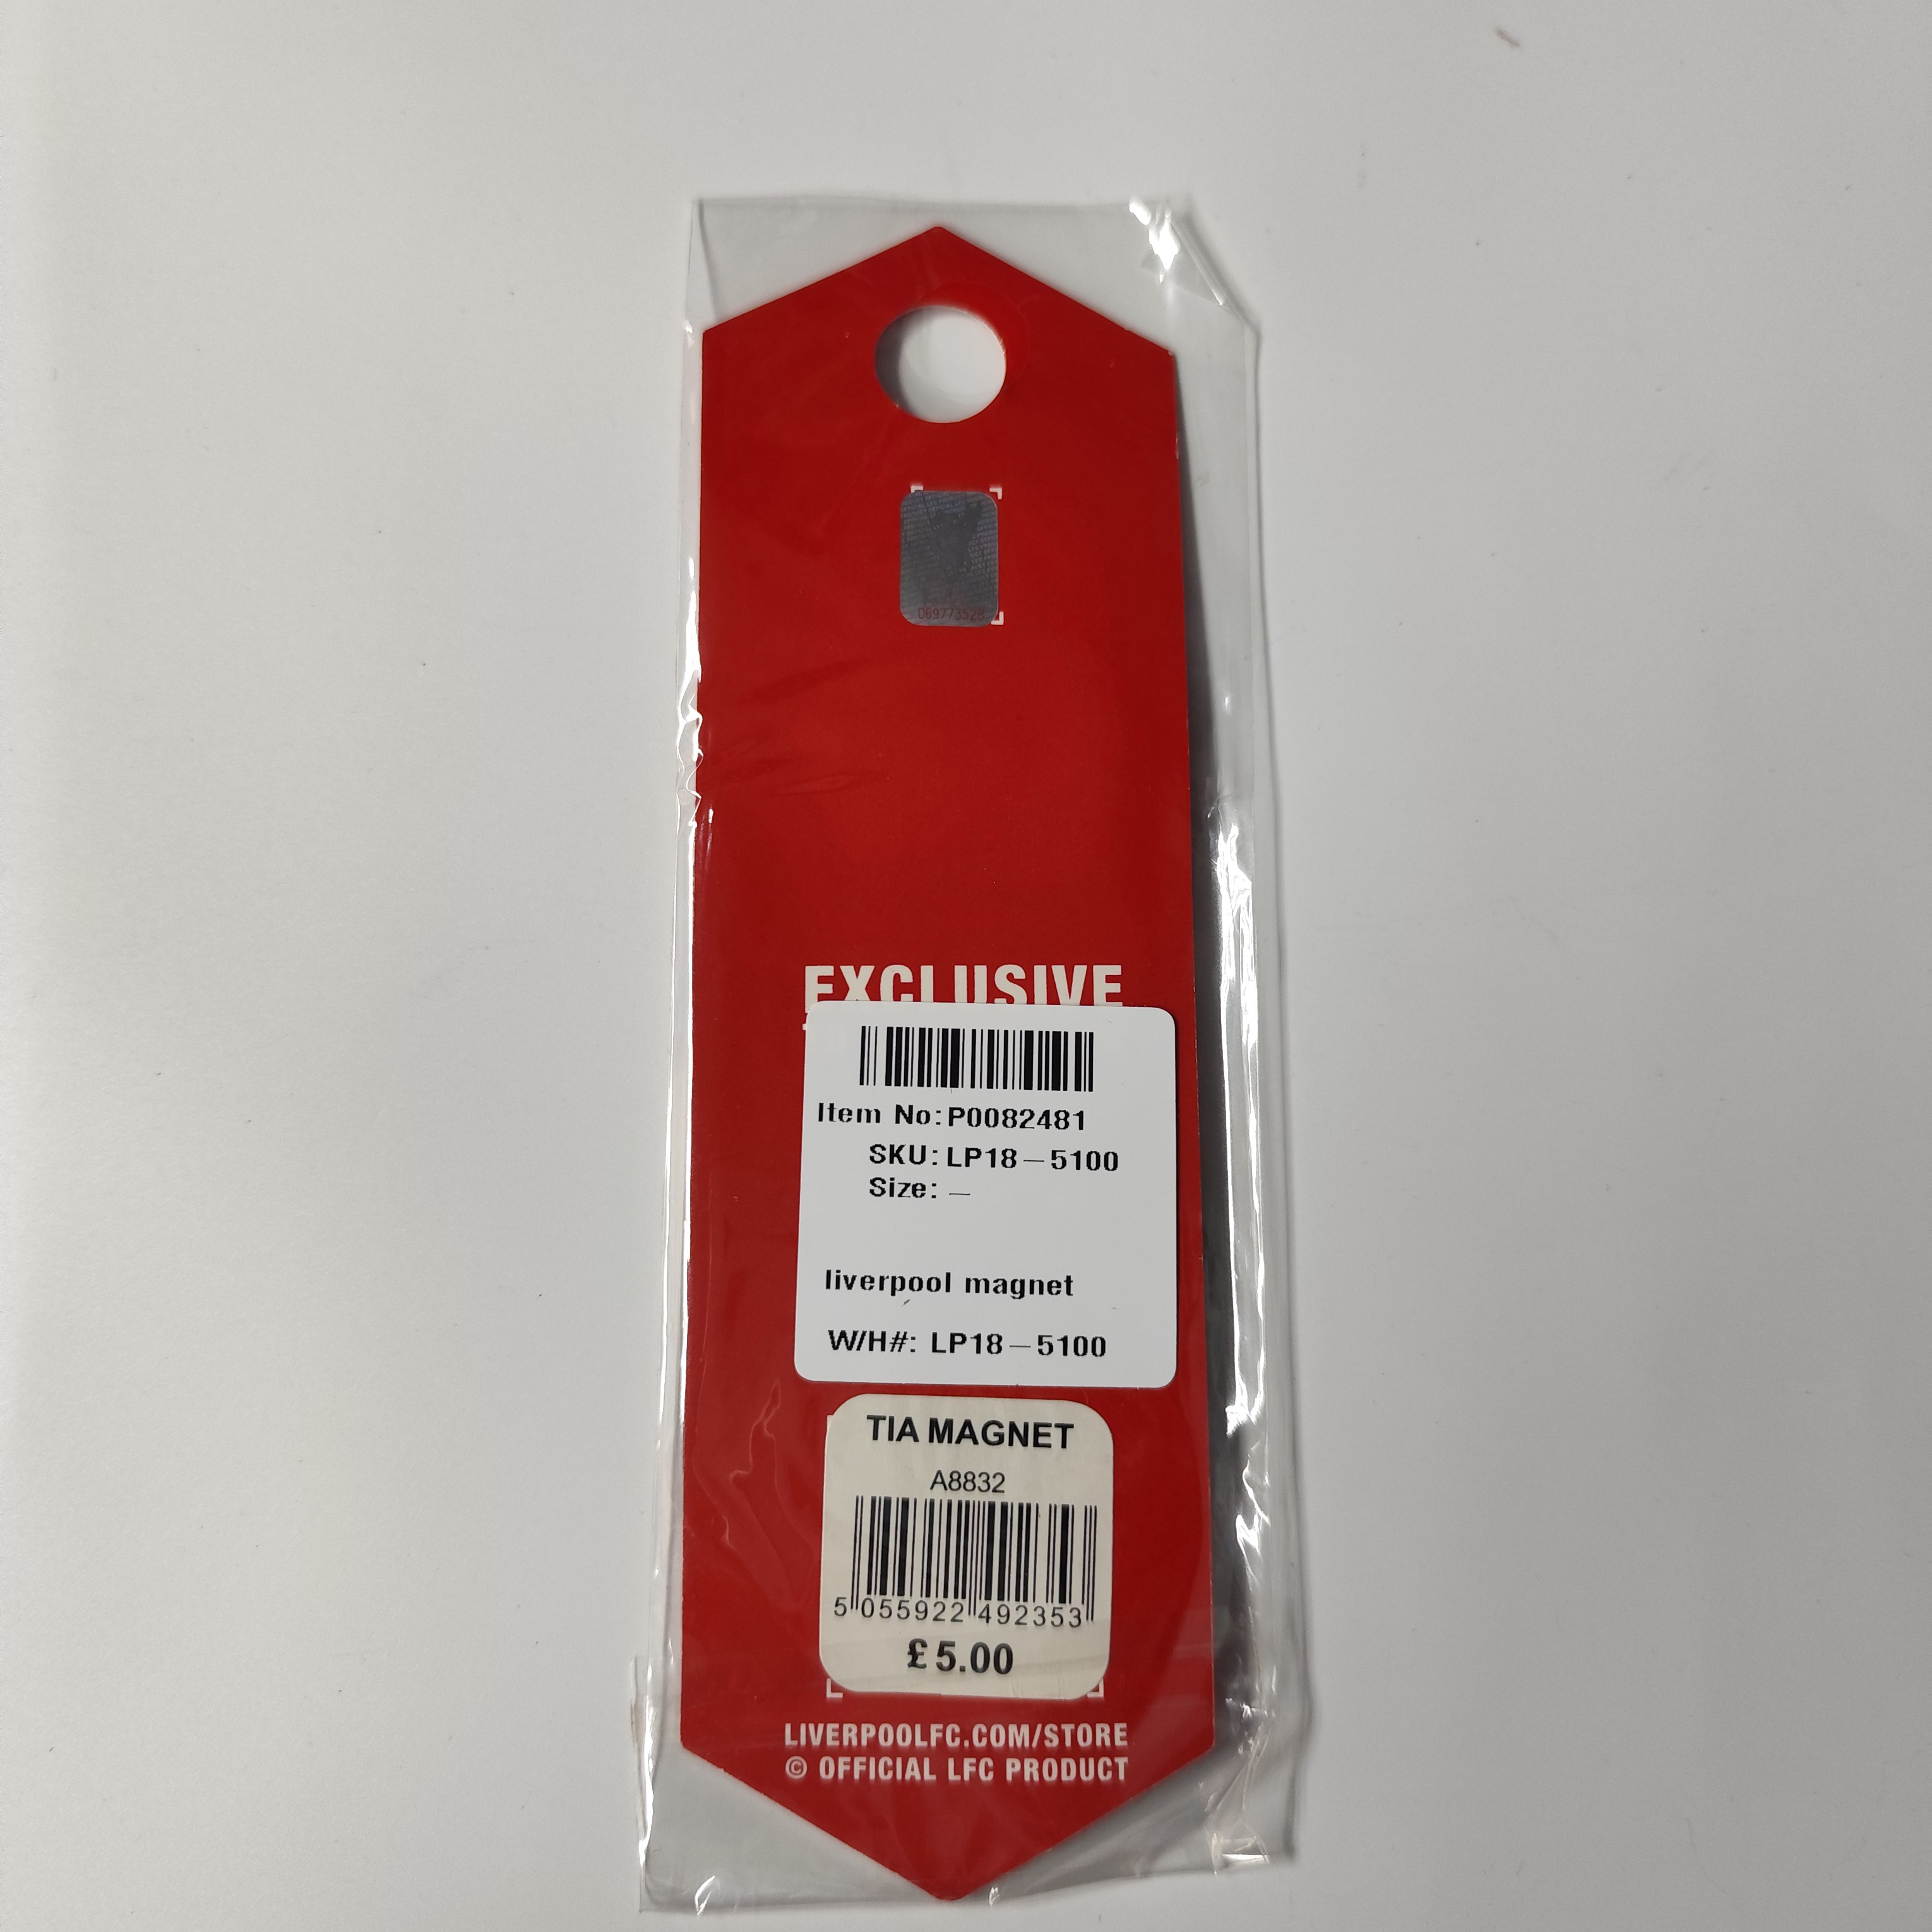 EXCLUSIVE
Item No: P0082481
SKU: LP18-5100
Size: -
liverpool magnet
W/H#: LP18-5100
TIA MAGNET
A8832
5 055922 492353
£5.00
LIVERPOOLFC.COM/STORE
© OFFICIAL LFC PRODUCT